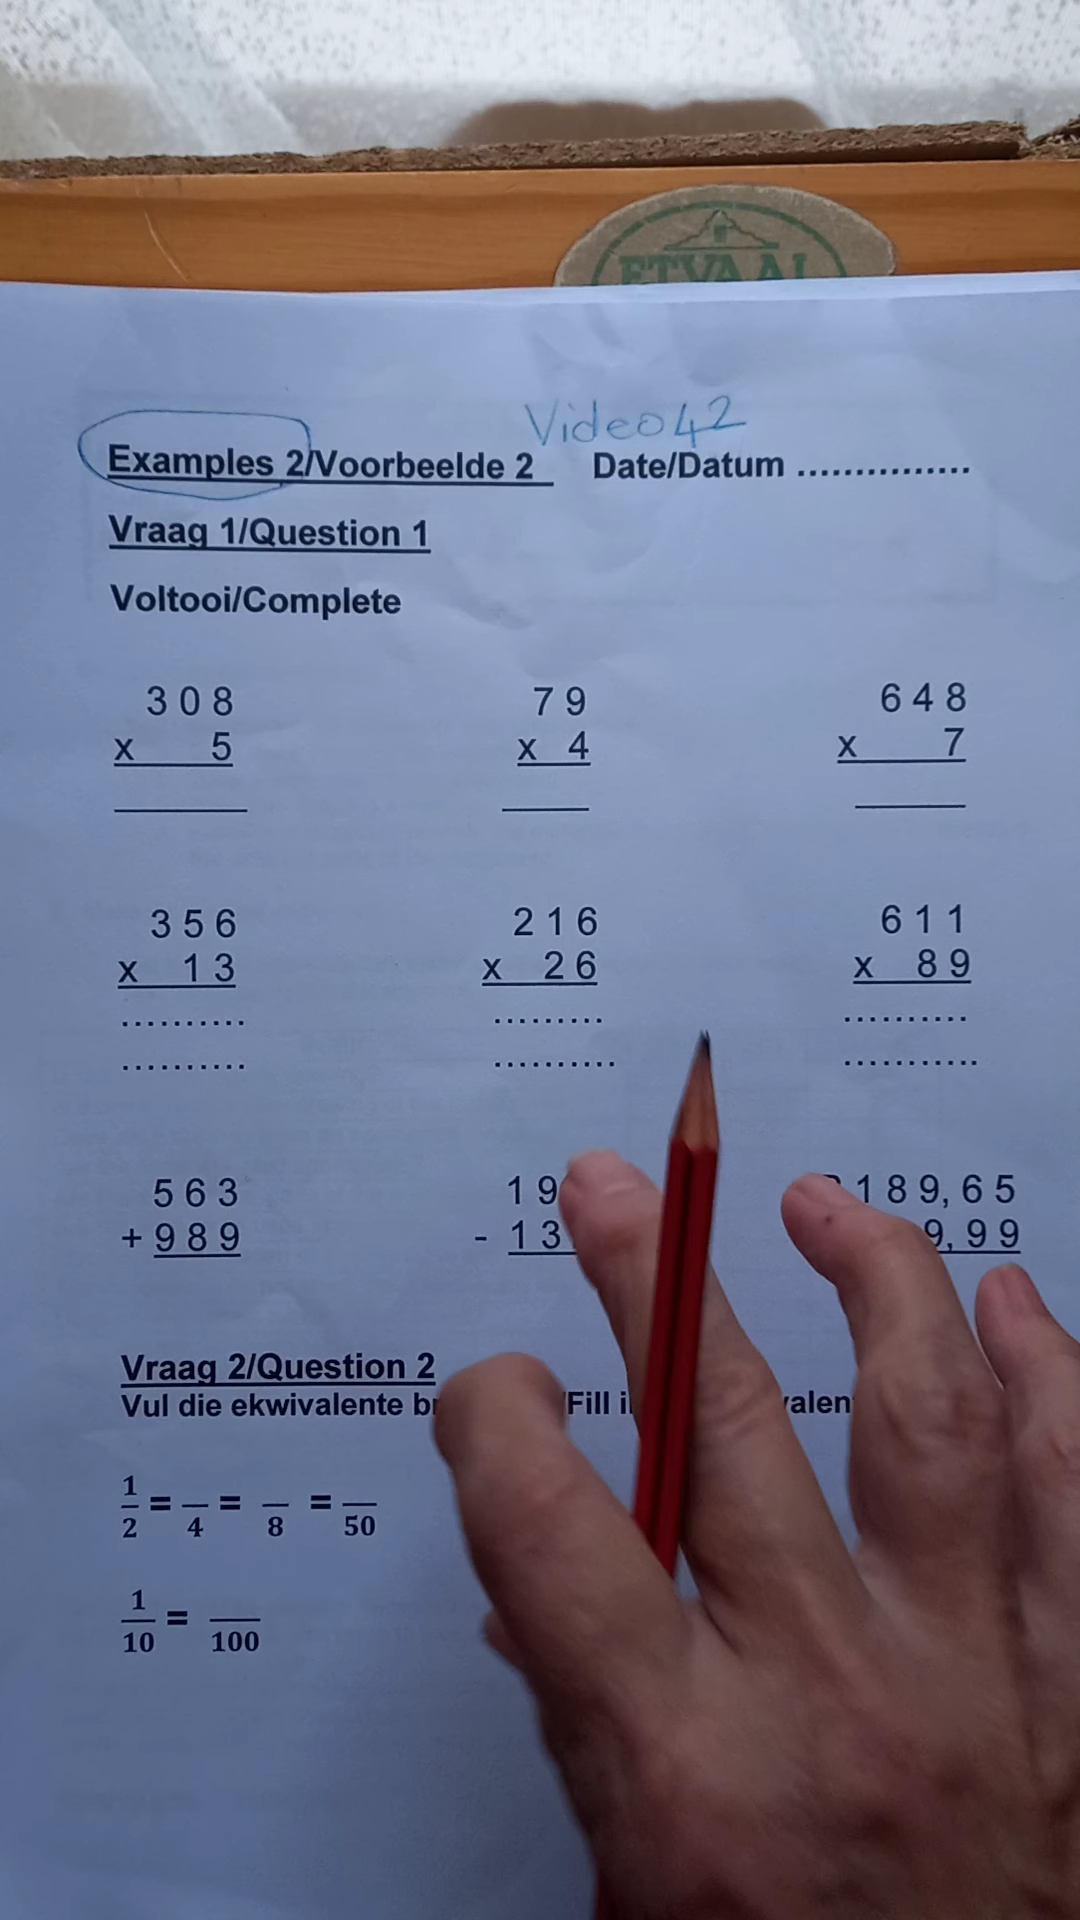 ETVAAL
Video 42
Examples 2/Voorbeelde 2 Date/Datum ...............
Vraag 1/Question 1
Voltooi/Complete
308 79 648
x 5 x 4 x 7
356 216 611
x 13 x 26 x 89
.......... ......... ..........
.......... .......... ...........
563 19 189,65
+ 989 - 13 9,99
Vraag 2/Question 2
Vul die ekwivalente Fill
1/2 = /4 = /8 = /50
1/10 = /100